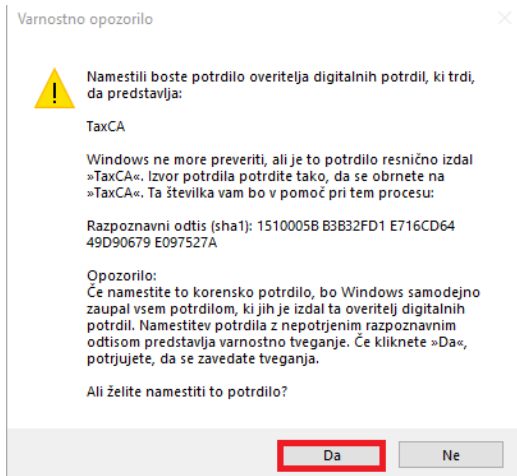 Varnostno opozorilo
Namestili boste potrdilo overitelja digitalnih potrdil, ki trdi,
da predstavlja:
TaxCA
Windows ne more preveriti, ali je to potrdilo resnično izdal
»TaxCA«. Izvor potrdila potrdite tako, da se obrnete na
»TaxCA«. Ta številka vam bo v pomoč pri tem procesu:
Razpoznavni odtis (sha1): 1510005B B3B32FD1 E716CD64
49D90679 E097527A
Opozorilo:
Če namestite to korensko potrdilo, bo Windows samodejno
zaupal vsem potrdilom, ki jih je izdal ta overitelj digitalnih
potrdil. Namestitev potrdila z nepotrjenim razpoznavnim
odtisom predstavlja varnostno tveganje. Če kliknete »Da«,
potrjujete, da se zavedate tveganja.
Ali želite namestiti to potrdilo?
Da
Ne